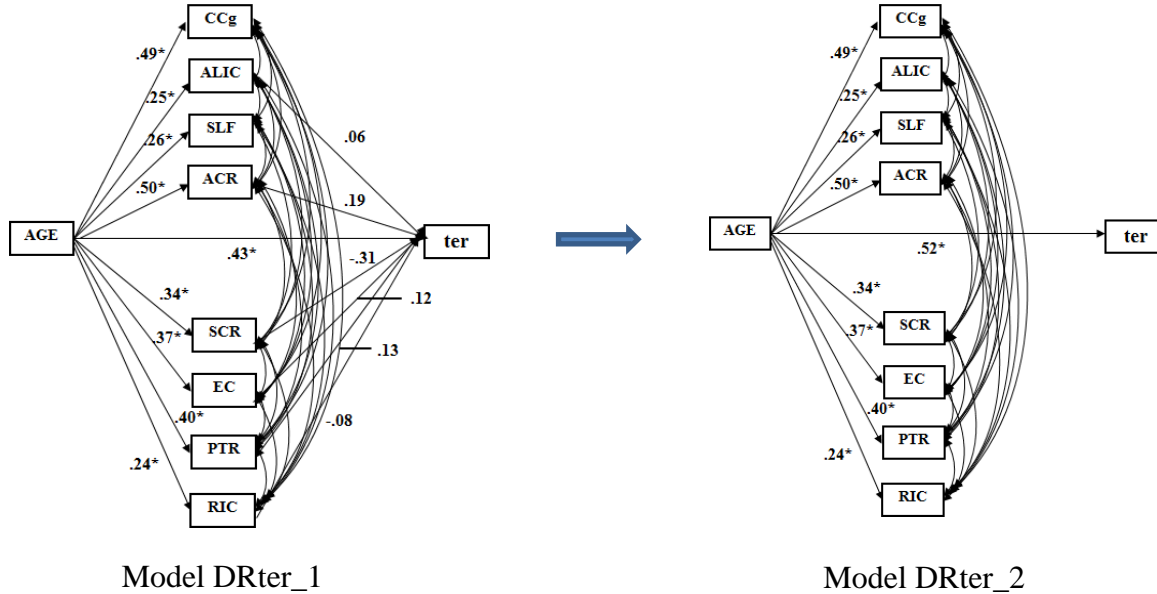 CCg
.49*
ALIC
.25*
SLF
.06
.26*
ACR
.50*
.19
AGE
ter
.43*
-.31
.34*
.12
SCR
.37*
.13
EC
.40*
-.08
PTR
.24*
RIC
Model DRter_1
CCg
.49*
ALIC
.25*
SLF
.26*
ACR
.50*
AGE
ter
.52*
.34*
SCR
.37*
EC
.40*
PTR
.24*
RIC
Model DRter_2